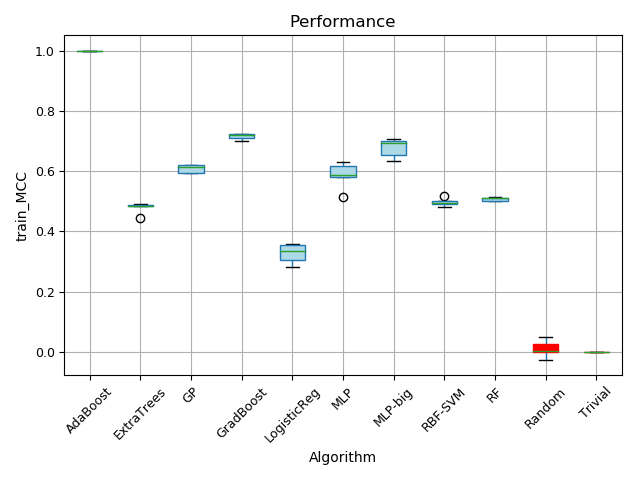 Performance
train_MCC
1.0
0.8
0.6
0.4
0.2
0.0
AdaBoost
ExtraTrees
GP
GradBoost
LogisticReg
MLP
MLP-big
RBF-SVM
RF
Random
Trivial
Algorithm